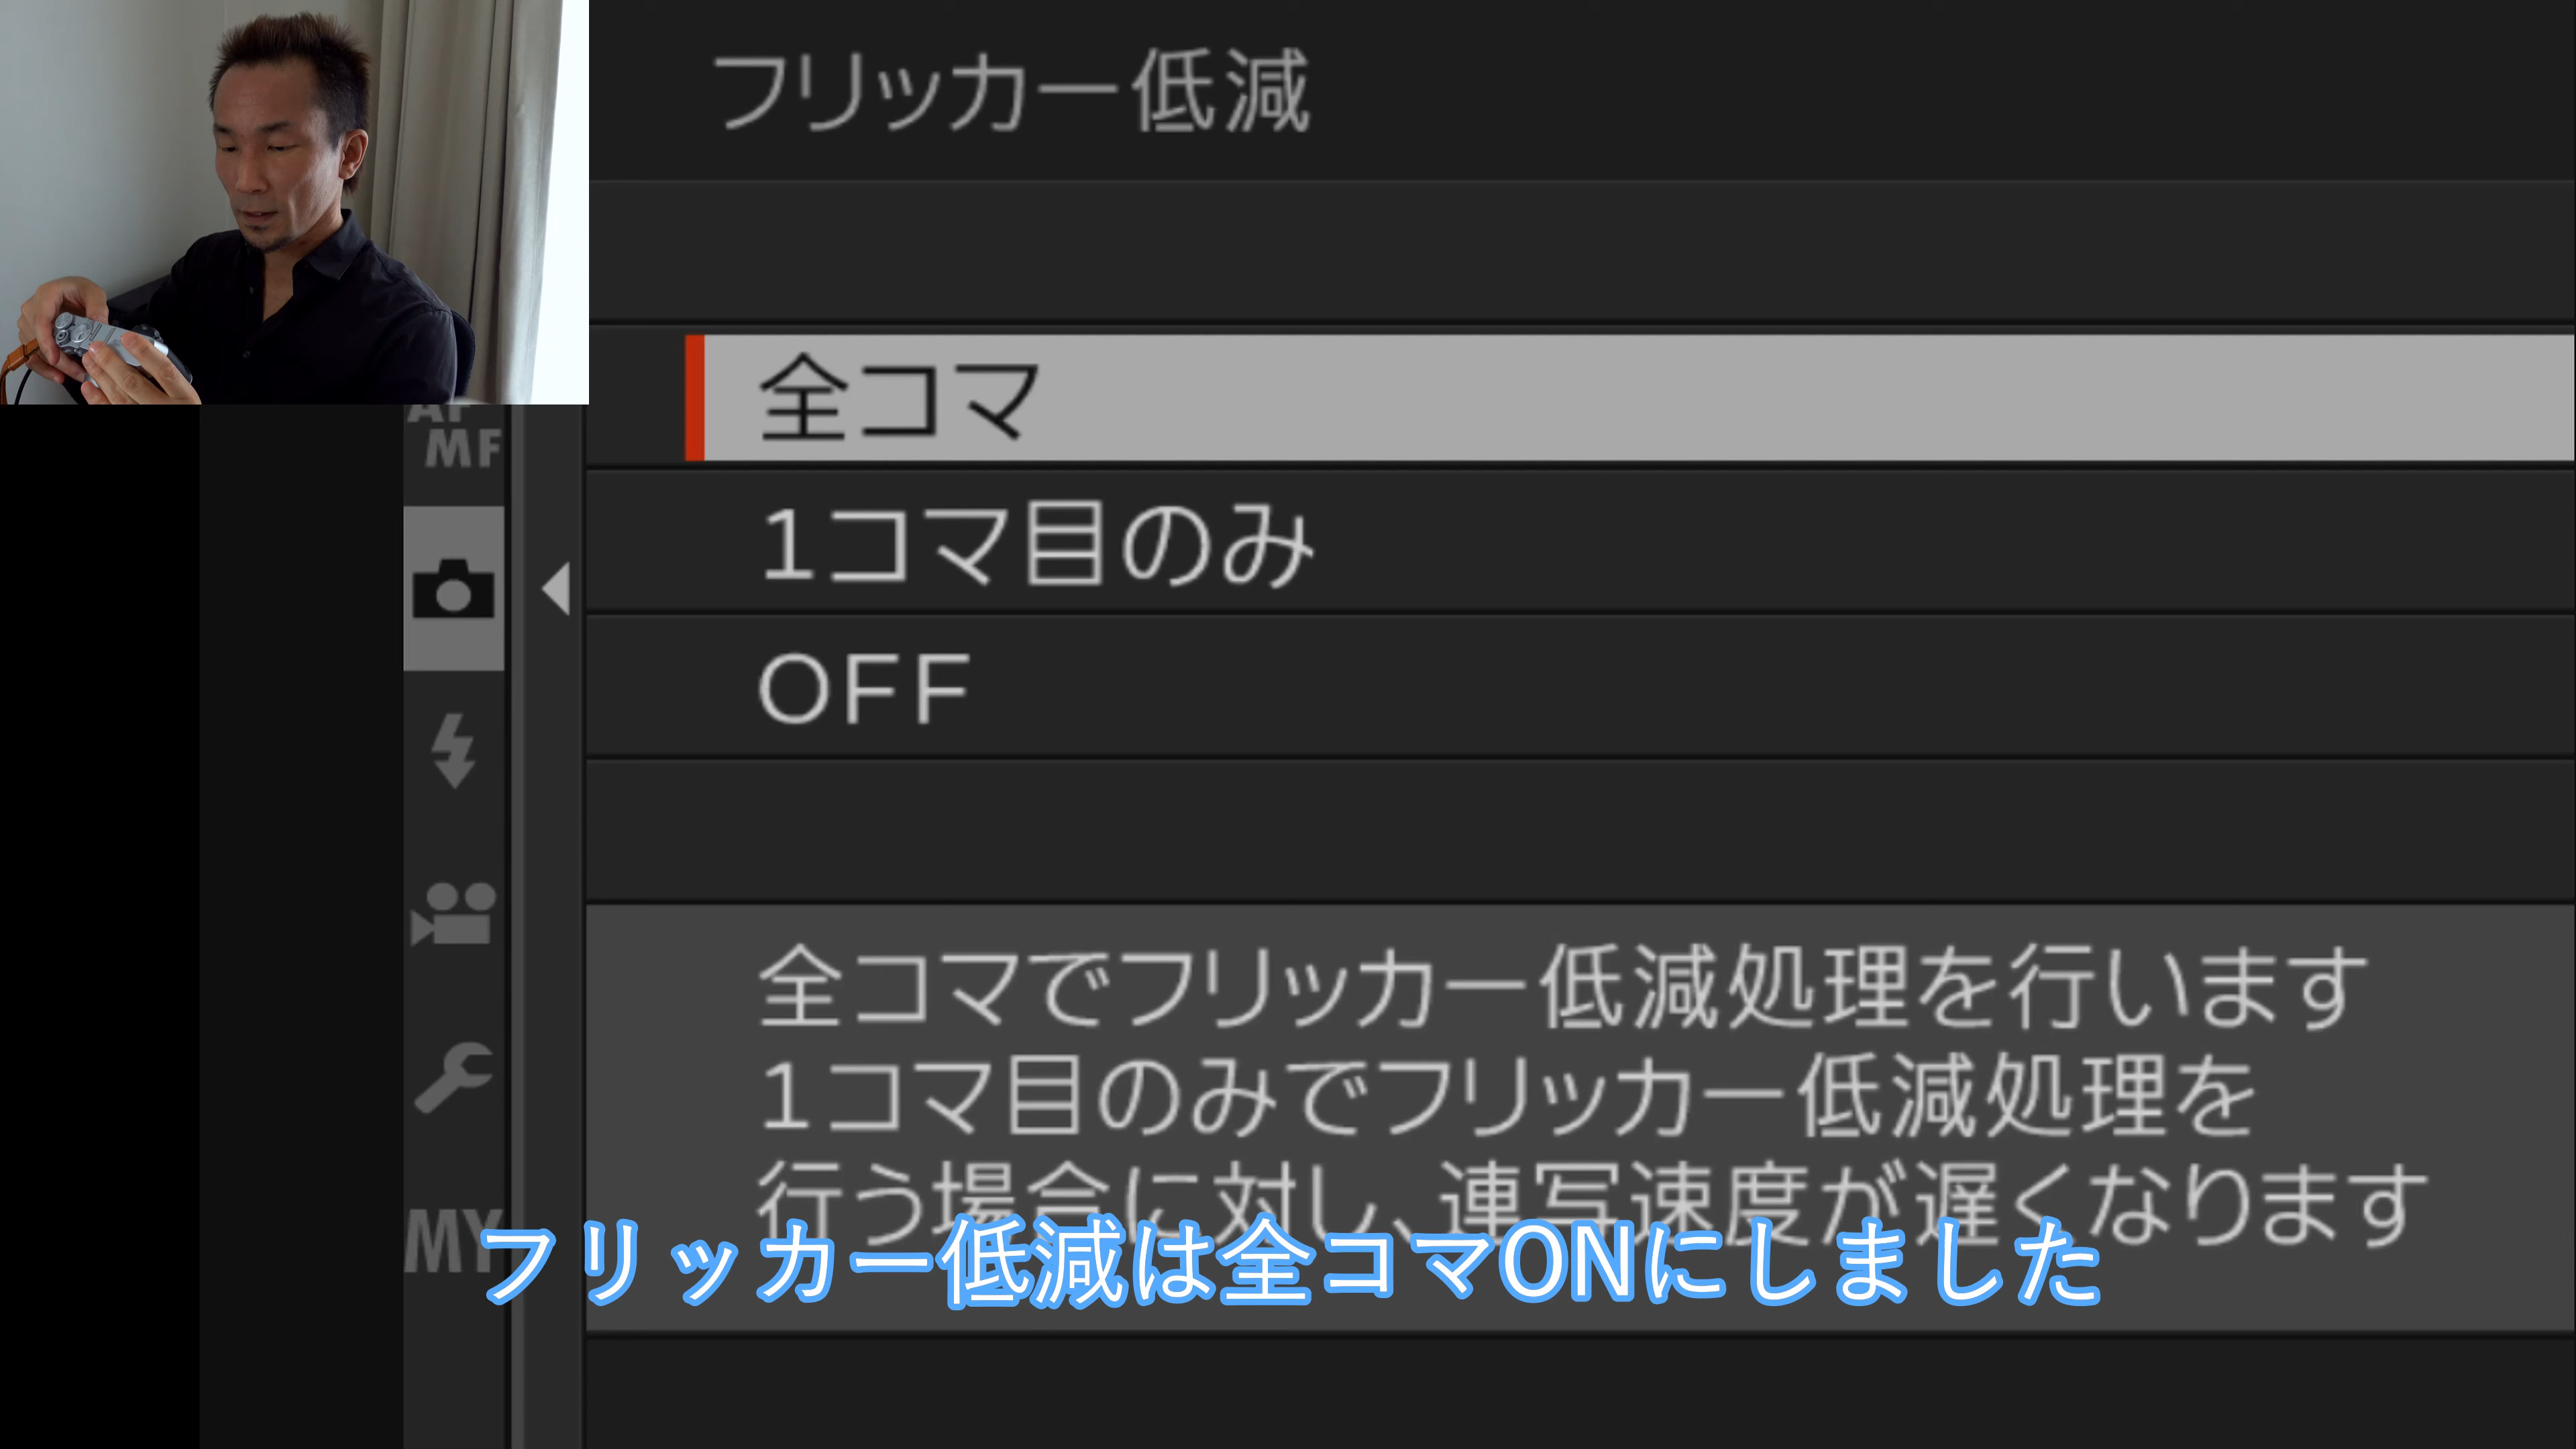 フリッカー低減
全コマ
AF
MF
1コマ目のみ
OFF
全コマでフリッカー低減処理を行います
1コマ目のみでフリッカー低減処理を
行う場合に対し、連写速度が遅くなります
MY
フリッカー低減は全コマONにしました